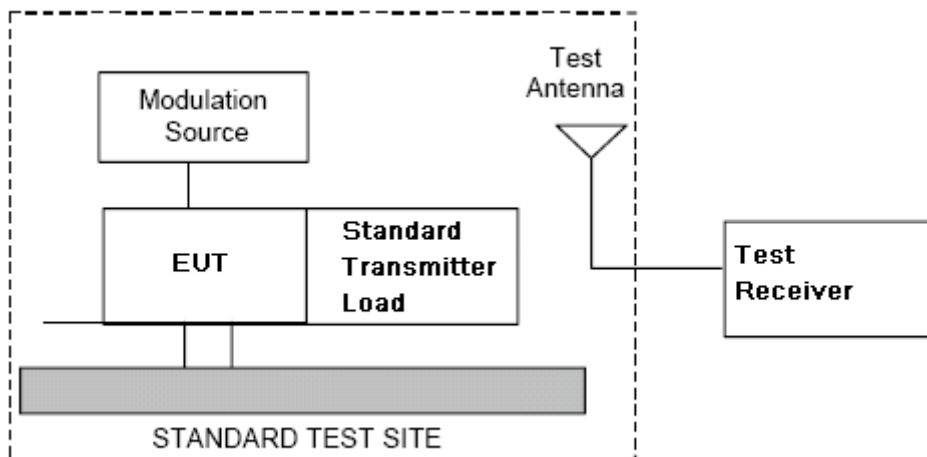 Modulation
Source
Test
Antenna
EUT
Standard
Transmitter
Load
Test
Receiver
STANDARD TEST SITE